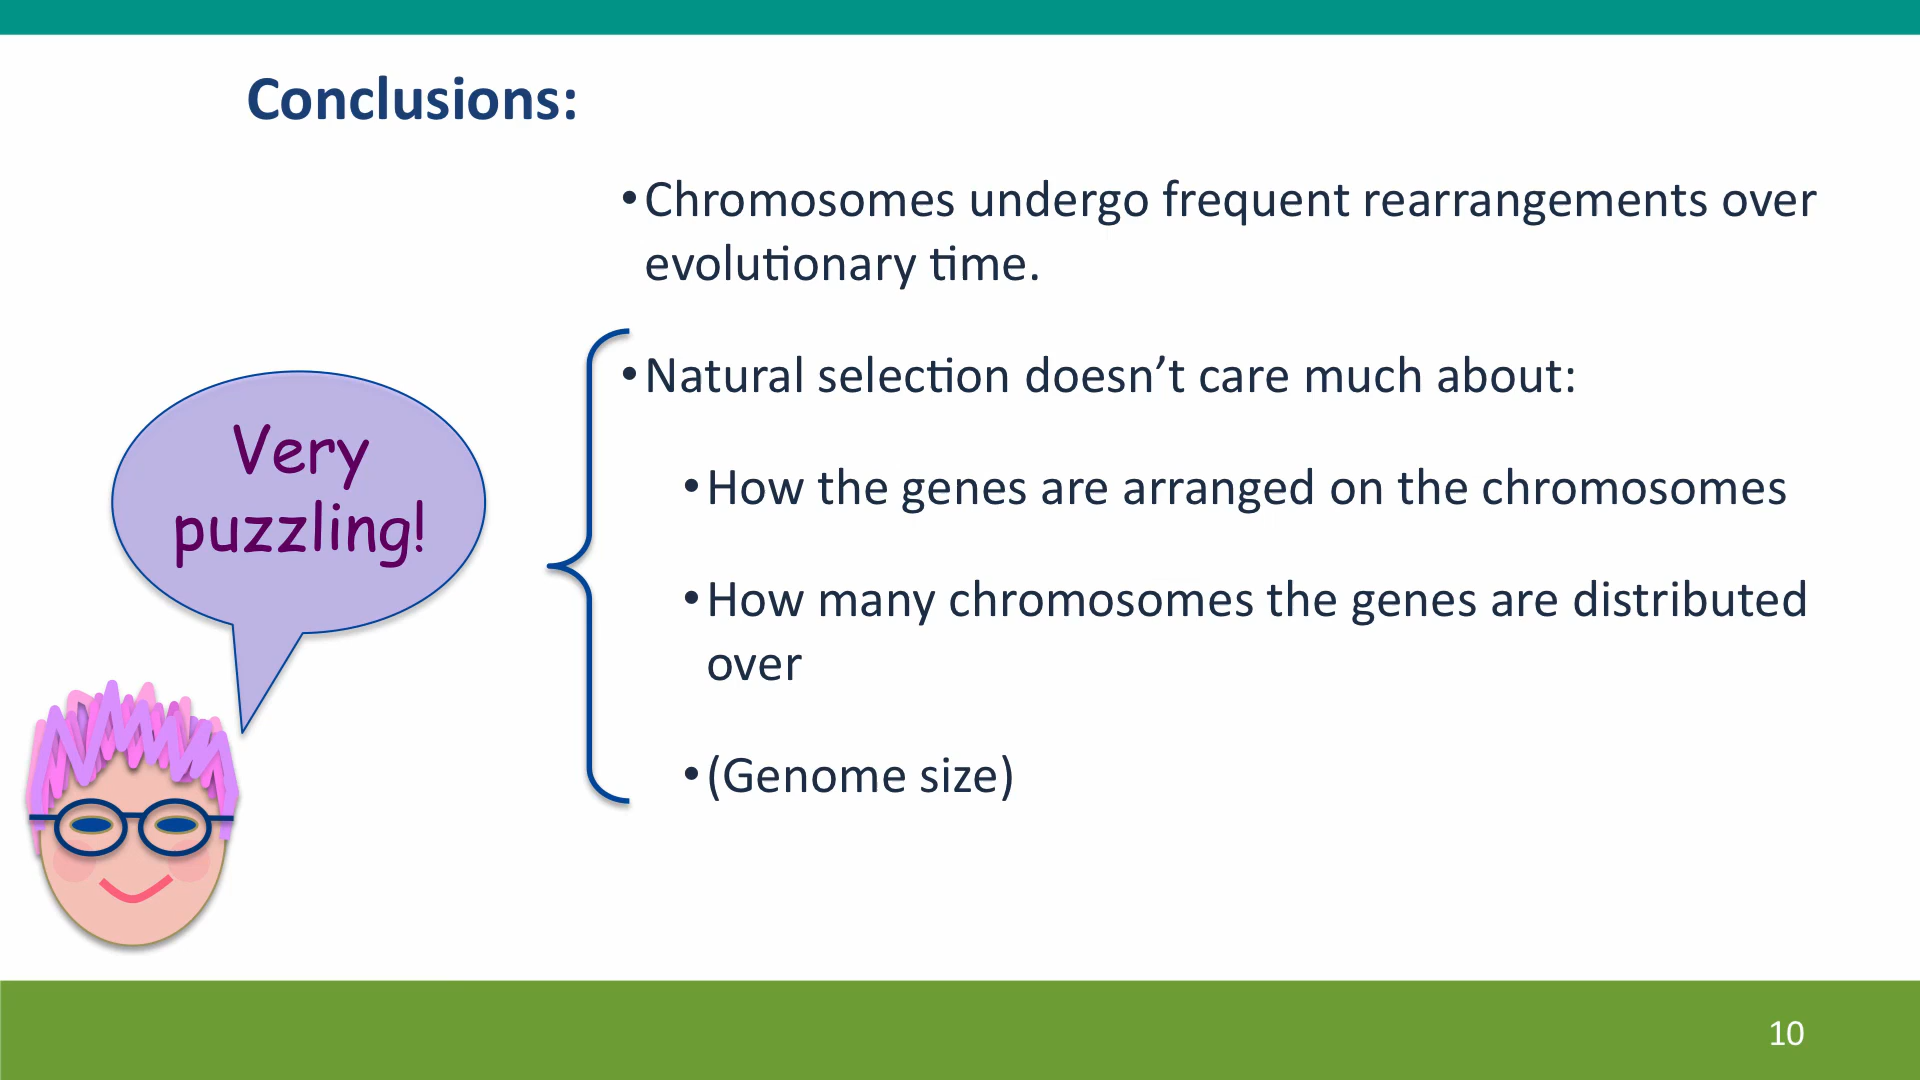 Conclusions:
•Chromosomes undergo frequent rearrangements over
evolutionary time.
•Natural selection doesn’t care much about:
•How the genes are arranged on the chromosomes
•How many chromosomes the genes are distributed
over
•(Genome size)
Very
puzzling!
10